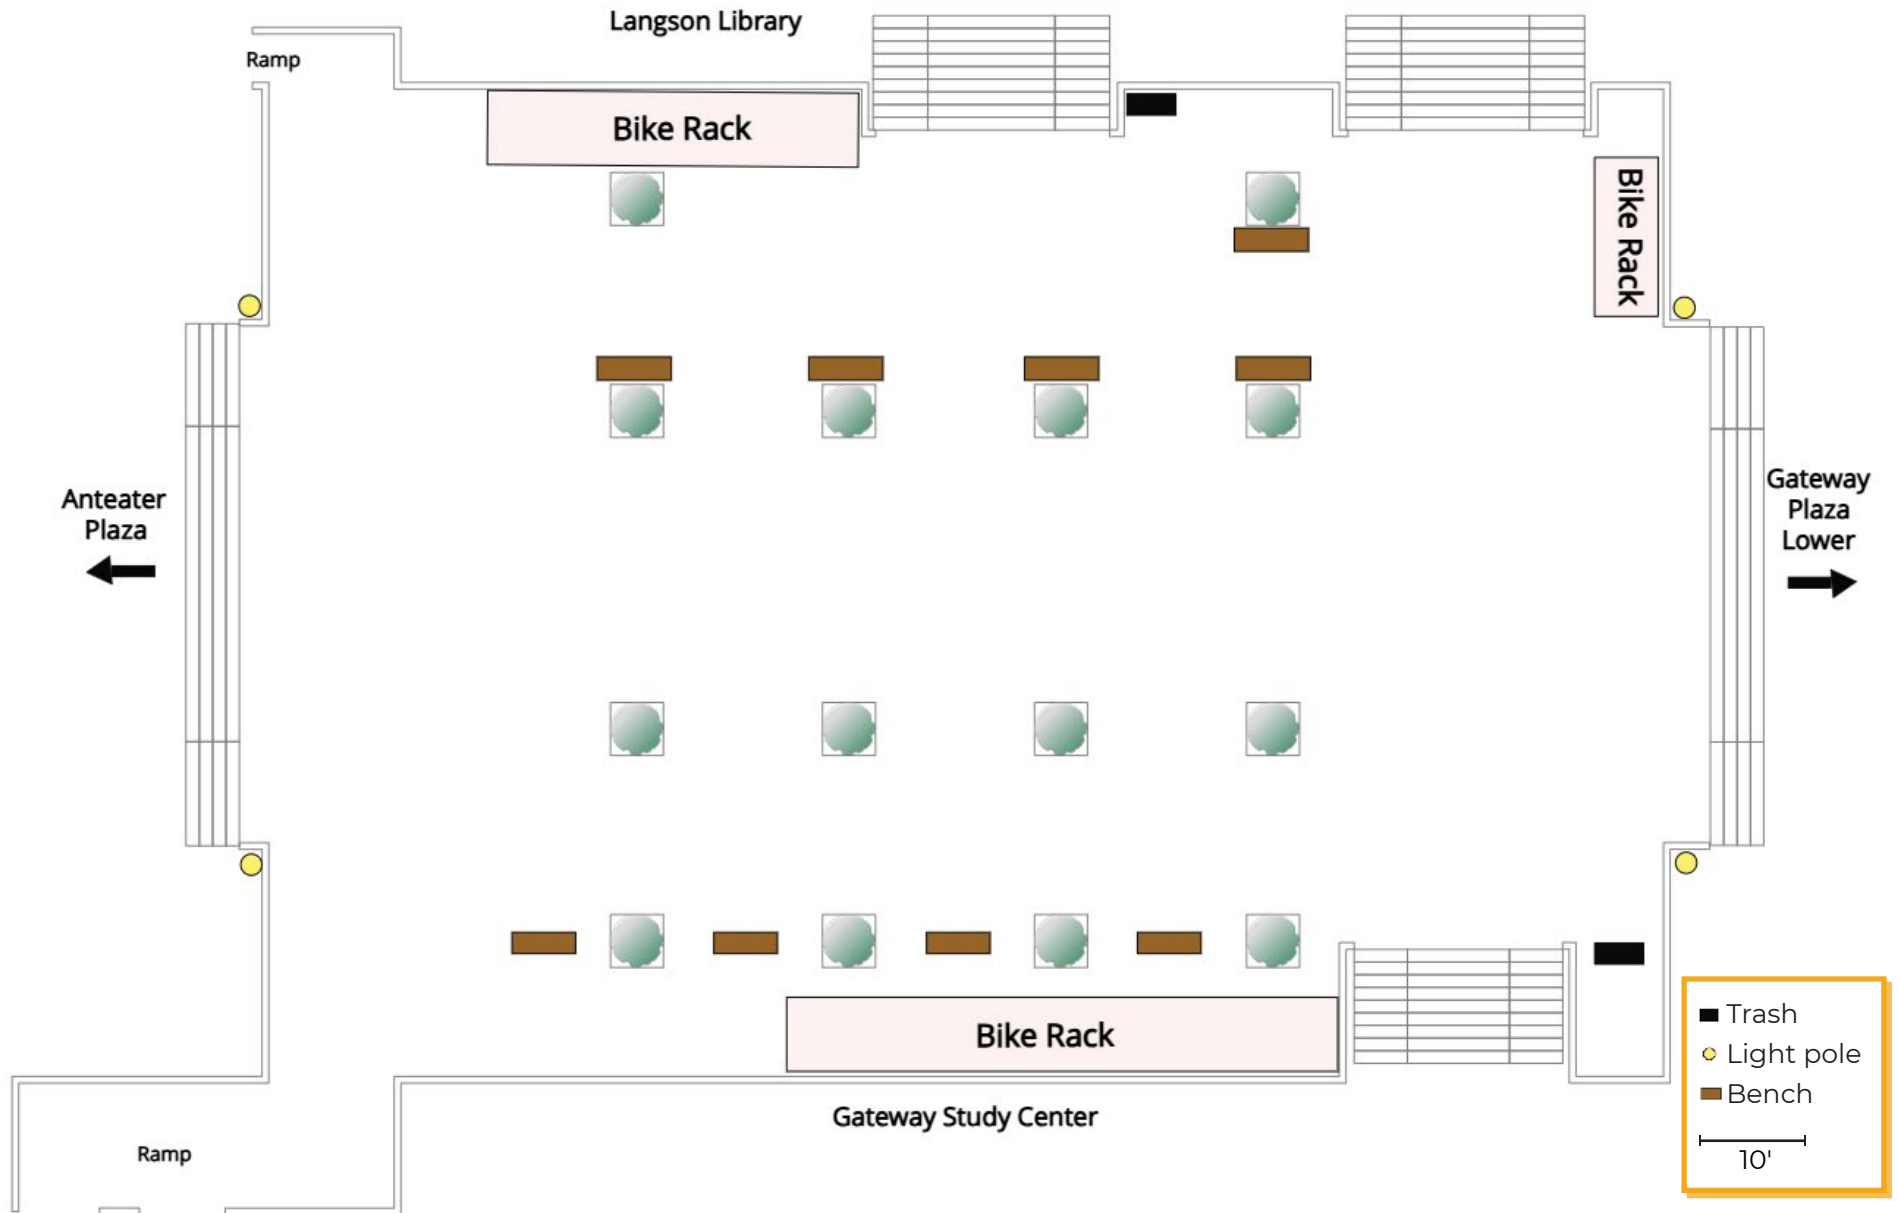 Langson Library
Ramp
Bike Rack
Bike Rack
Anteater
Plaza
Gateway
Plaza
Lower
Bike Rack
Gateway Study Center
Ramp
Trash
Light pole
Bench
10'